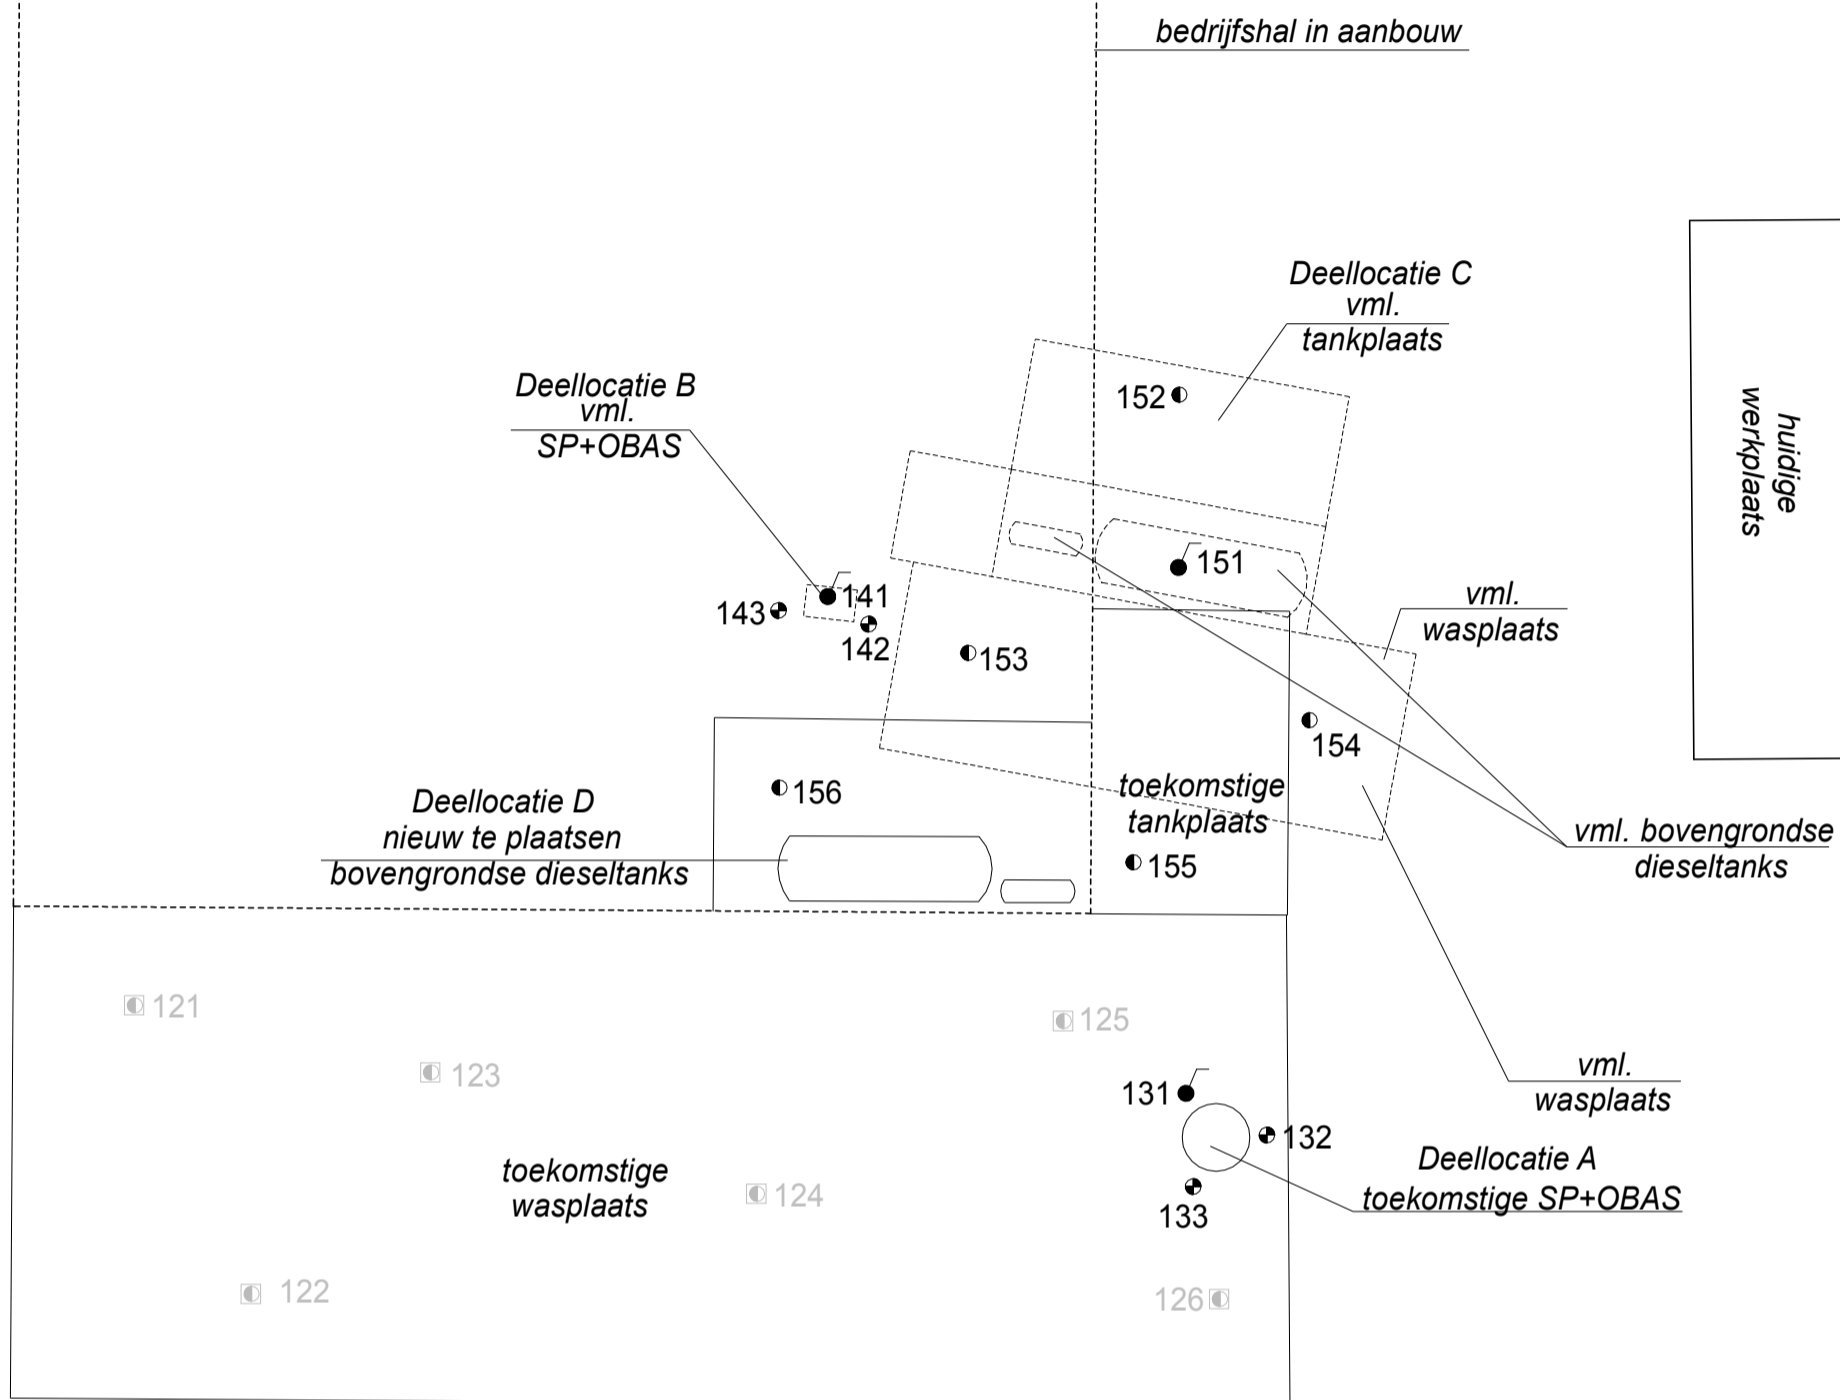 bedrijfshal in aanbouw
Deellocatie C
vml.
tankplaats
152
huidige
werkplaats
Deellocatie B
vml.
SP+OBAS
151
141
143
142
153
vml.
wasplaats
154
156
toekomstige
tankplaats
155
Deellocatie D
nieuw te plaatsen
bovengrondse dieseltanks
vml. bovengrondse
dieseltanks
121
123
125
131
132
133
vml.
wasplaats
Deellocatie A
toekomstige SP+OBAS
toekomstige
wasplaats
124
122
126